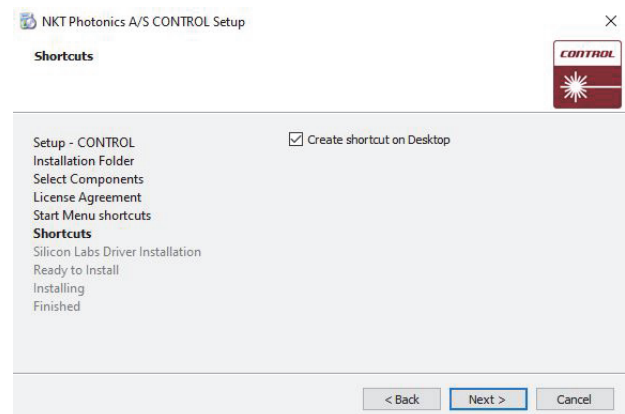 NKT Photonics A/S CONTROL Setup
Shortcuts
CONTROL
Setup - CONTROL
Installation Folder
Select Components
License Agreement
Start Menu shortcuts
Shortcuts
Silicon Labs Driver Installation
Ready to Install
Installing
Finished
Create shortcut on Desktop
< Back
Next >
Cancel